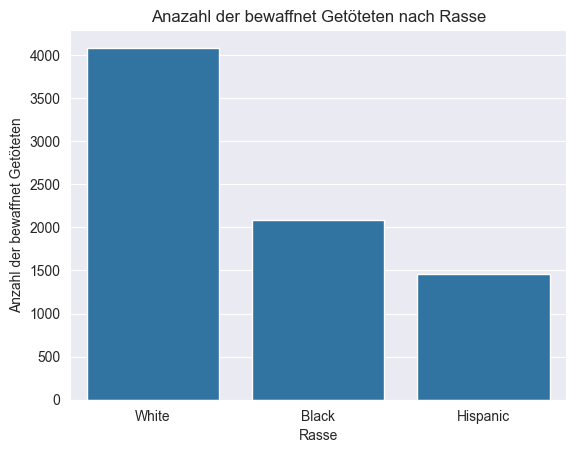 Anazahl der bewaffnet Getöteten nach Rasse
Anzahl der bewaffnet Getöteten
4000
3500
3000
2500
2000
1500
1000
500
0
White
Black
Hispanic
Rasse